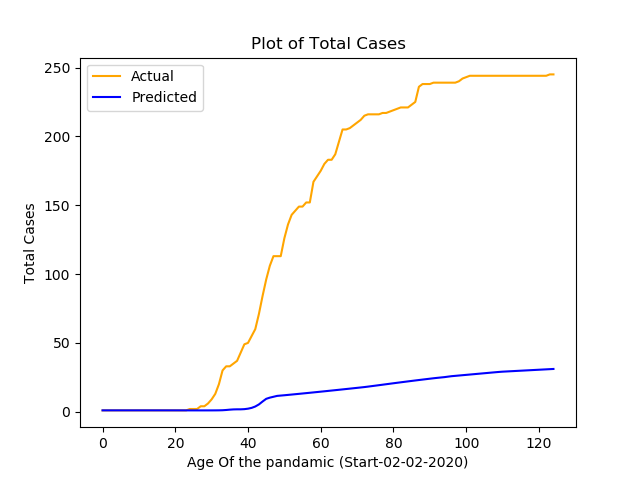 Plot of Total Cases
Actual
Predicted
250
200
150
100
50
0
Total Cases
0 20 40 60 80 100 120
Age Of the pandamic (Start-02-02-2020)